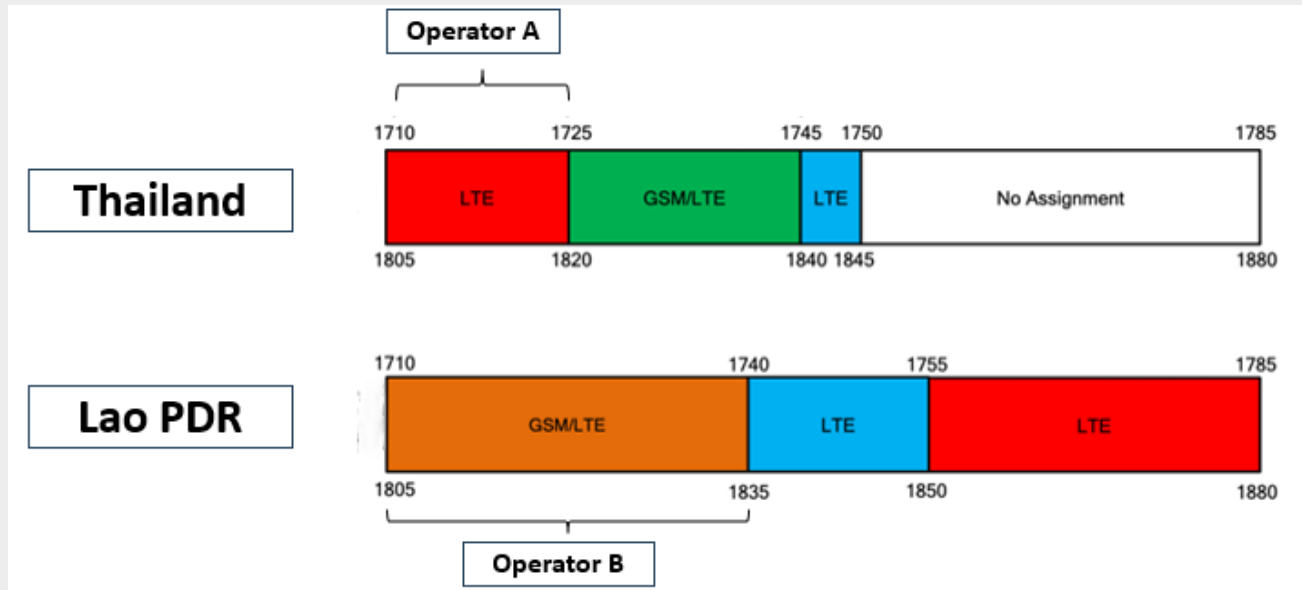 Operator A
1710 1725 1745 1750 1785
Thailand
LTE GSM/LTE LTE No Assignment
1805 1820 1840 1845 1880
1710 1740 1755 1785
Lao PDR
GSM/LTE LTE LTE
1805 1835 1850 1880
Operator B